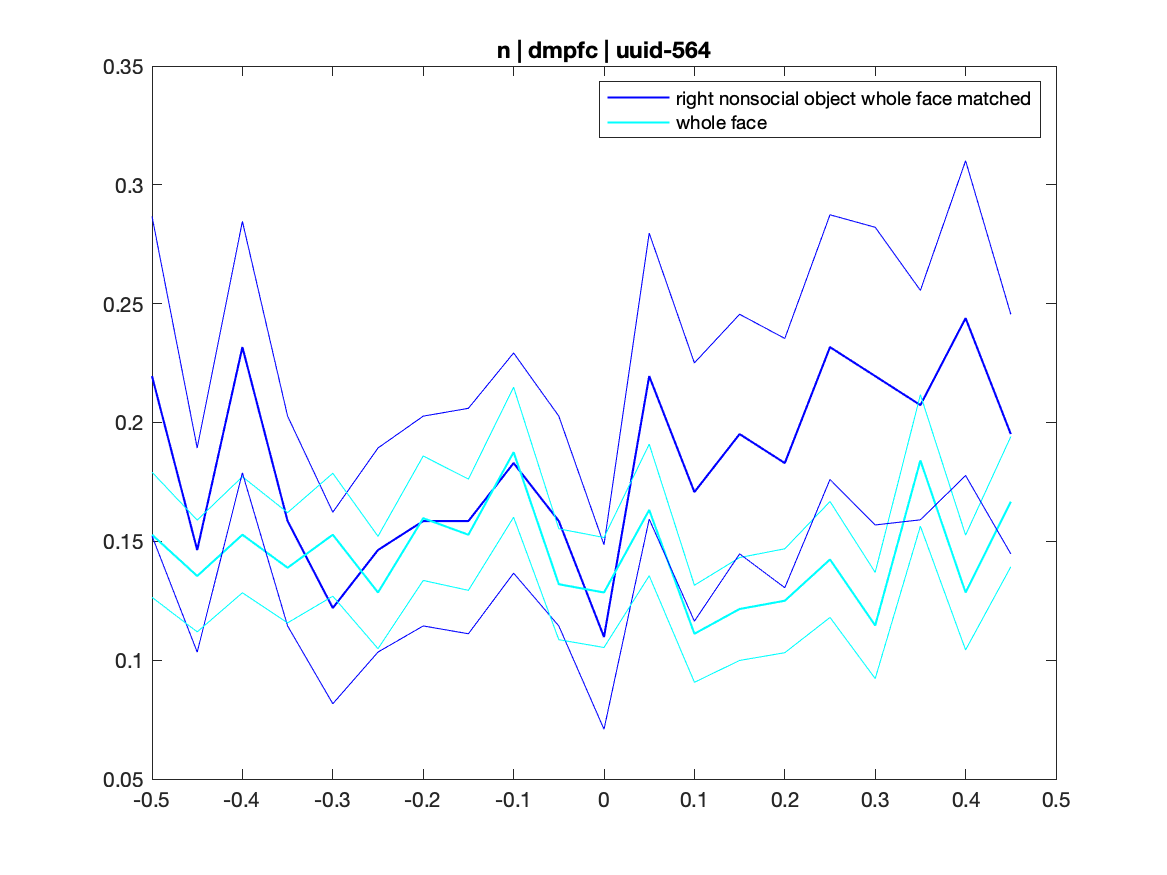 n | dmpfc | uuid-564
right nonsocial object whole face matched
whole face
0.35
0.3
0.25
0.2
0.15
0.1
0.05
-0.5 -0.4 -0.3 -0.2 -0.1 0 0.1 0.2 0.3 0.4 0.5